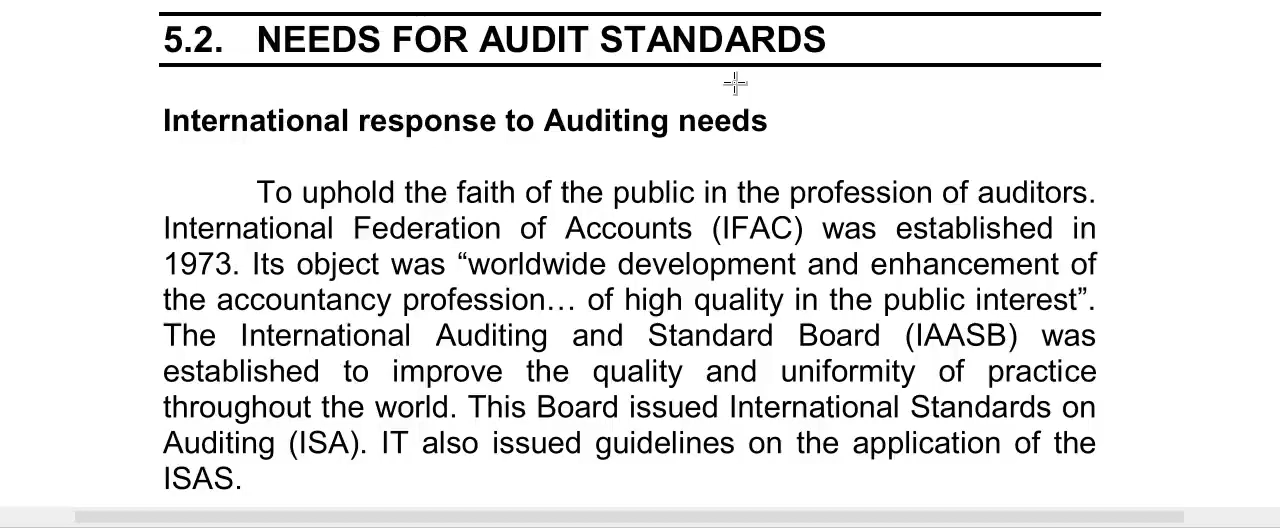 5.2. NEEDS FOR AUDIT STANDARDS
International response to Auditing needs
To uphold the faith of the public in the profession of auditors.
International Federation of Accounts (IFAC) was established in
1973. Its object was “worldwide development and enhancement of
the accountancy profession… of high quality in the public interest”.
The International Auditing and Standard Board (IAASB) was
established to improve the quality and uniformity of practice
throughout the world. This Board issued International Standards on
Auditing (ISA). IT also issued guidelines on the application of the
ISAS.